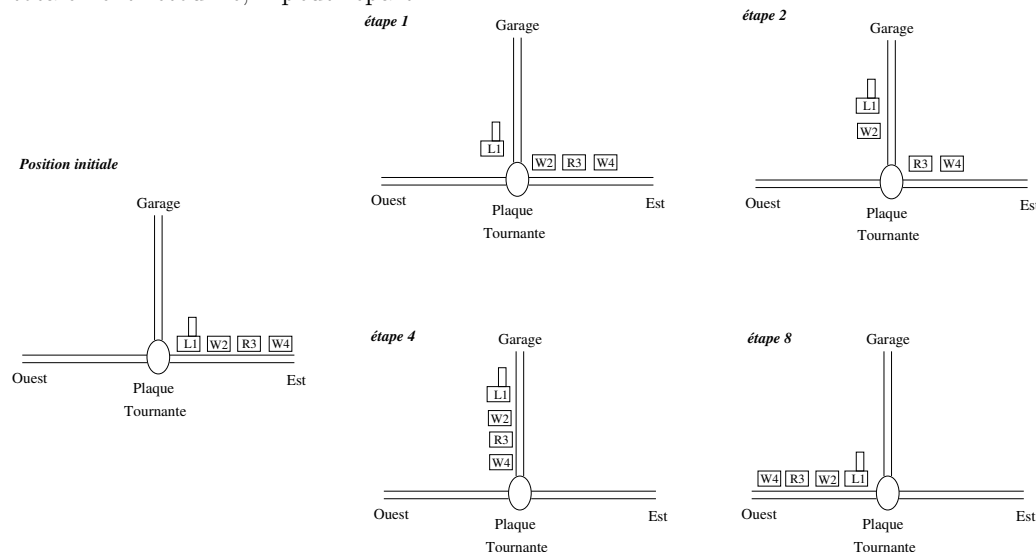 étape 1
Garage
L1
W2 R3 W4
Ouest
Est
Plaque
Tournante
étape 2
Garage
L1
W2
R3 W4
Ouest
Est
Plaque
Tournante
Position initiale
Garage
L1 W2 R3 W4
Ouest
Est
Plaque
Tournante
étape 4
Garage
L1
W2
R3
W4
Ouest
Est
Plaque
Tournante
étape 8
Garage
W4 R3 W2 L1
Ouest
Est
Plaque
Tournante